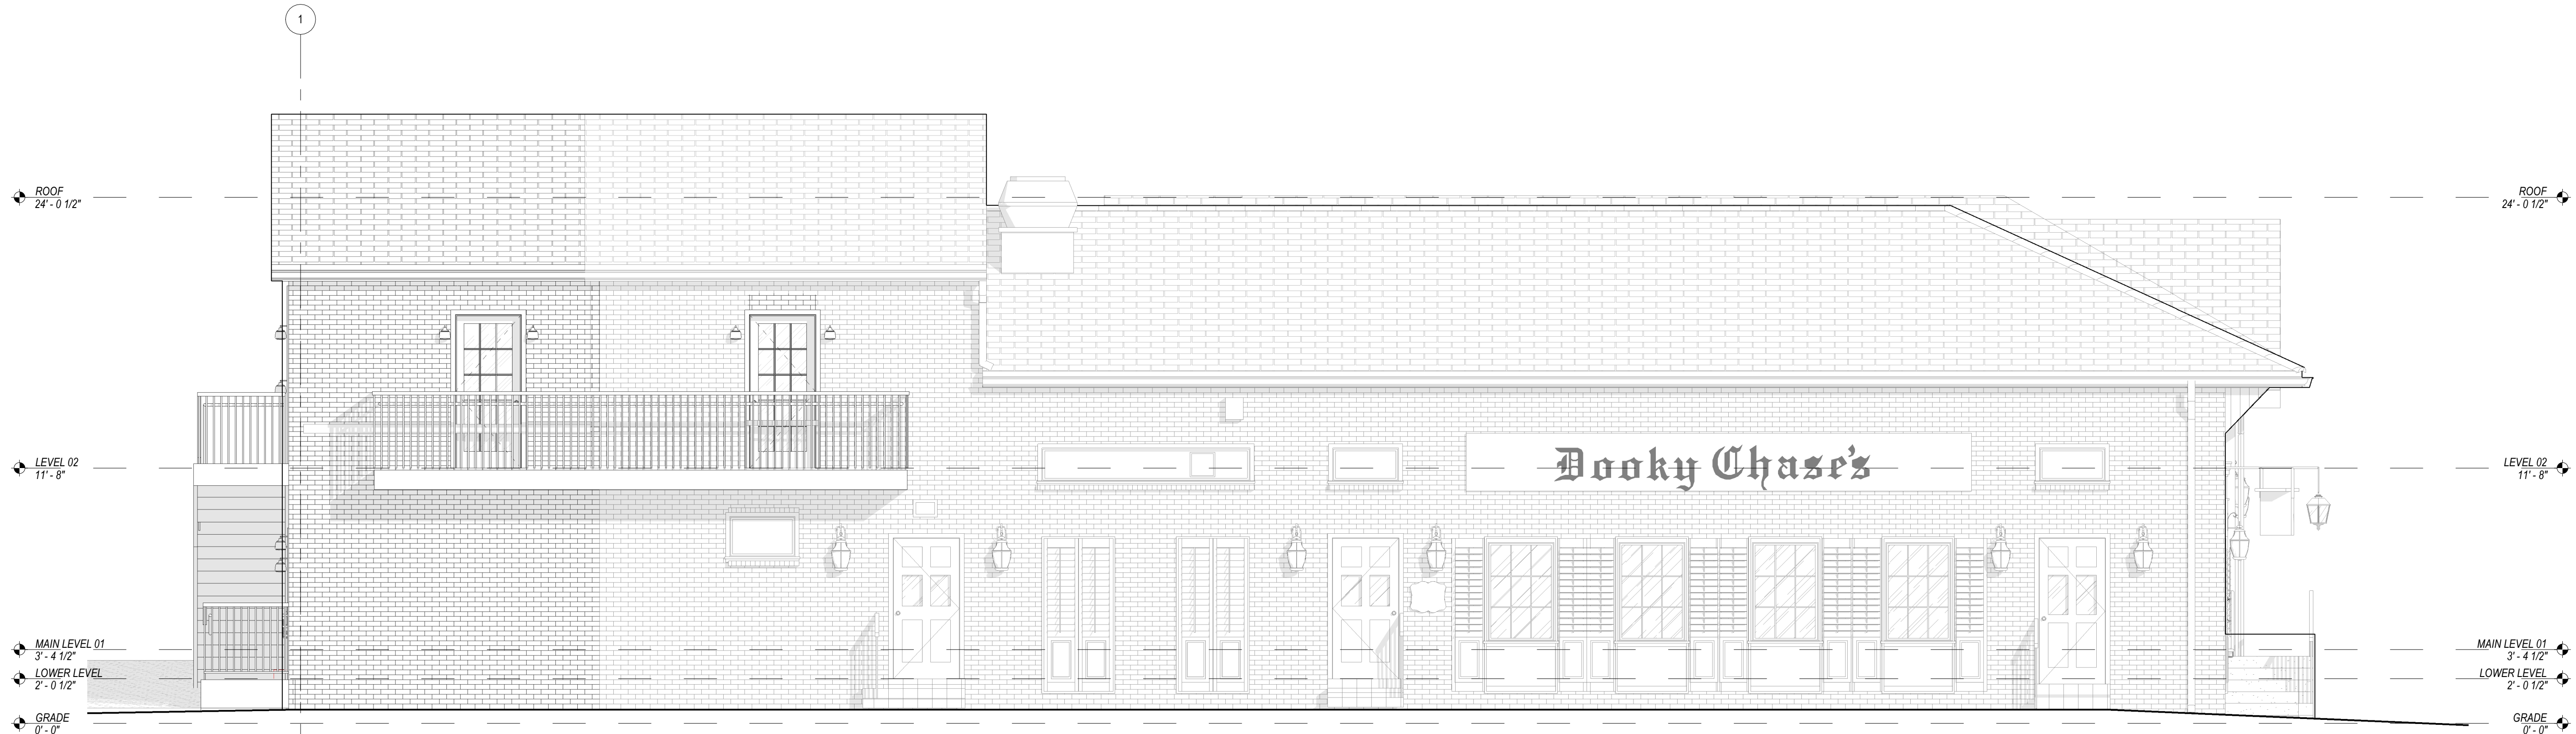 1
ROOF
24' - 0 1/2"
ROOF
24' - 0 1/2"
Dooky Chase's
LEVEL 02
11' - 8"
LEVEL 02
11' - 8"
MAIN LEVEL 01
3' - 4 1/2"
MAIN LEVEL 01
3' - 4 1/2"
LOWER LEVEL
2' - 0 1/2"
LOWER LEVEL
2' - 0 1/2"
GRADE
0' - 0"
GRADE
0' - 0"